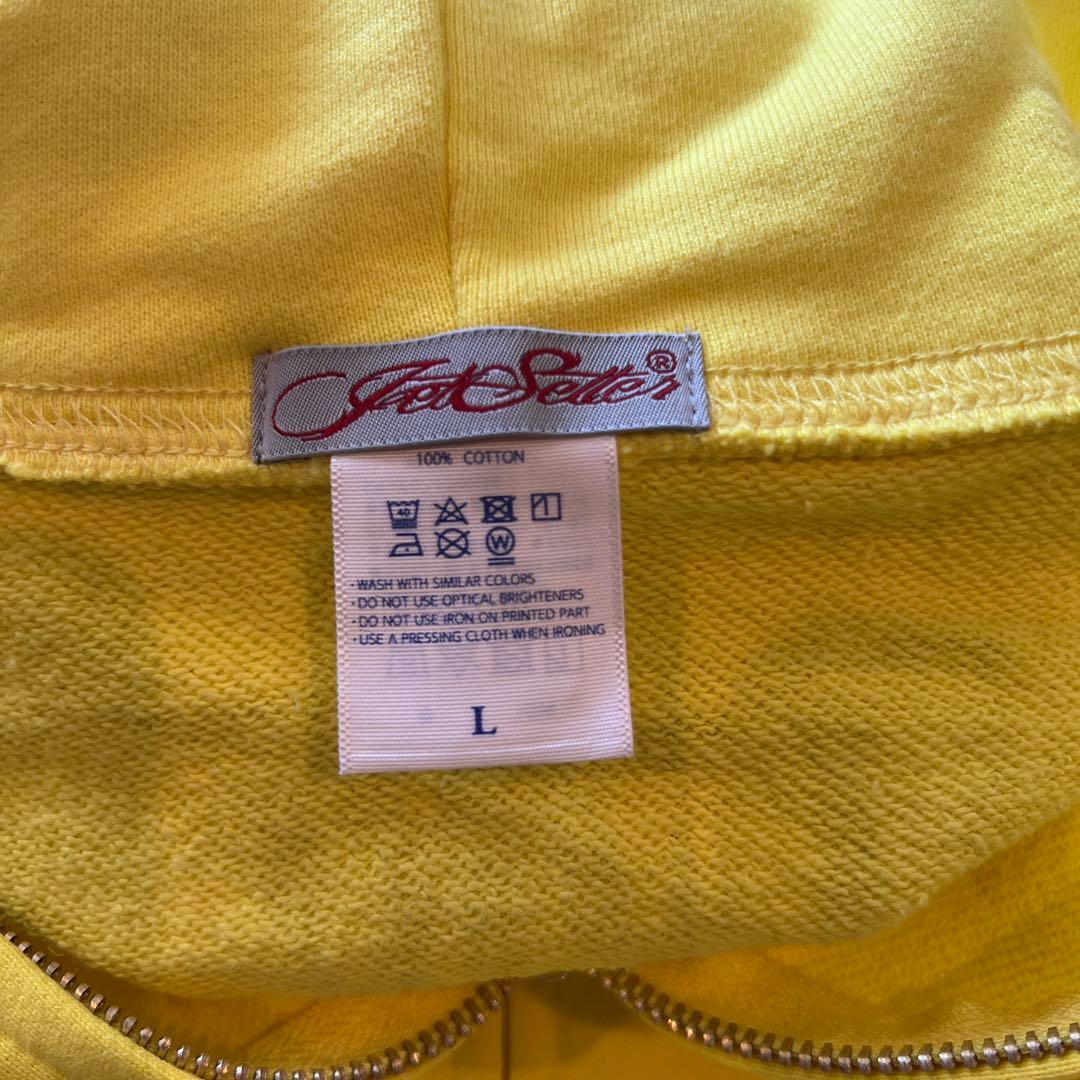 JetSetter®
100% COTTON
40
W
· WASH WITH SIMILAR COLORS
· DO NOT USE OPTICAL BRIGHTENERS
· DO NOT USE IRON ON PRINTED PART
· USE A PRESSING CLOTH WHEN IRONING
L